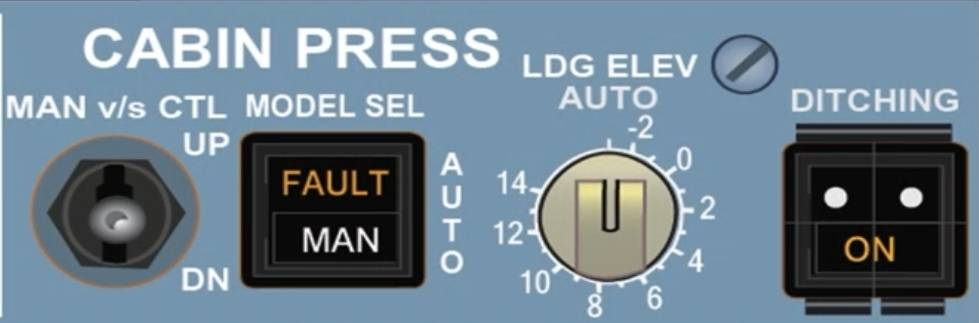 CABIN PRESS
MAN v/s CTL
UP
DN
MODEL SEL
FAULT
MAN
AUTO
LDG ELEV
AUTO
-2
0
2
4
6
8
10
12
14
DITCHING
ON